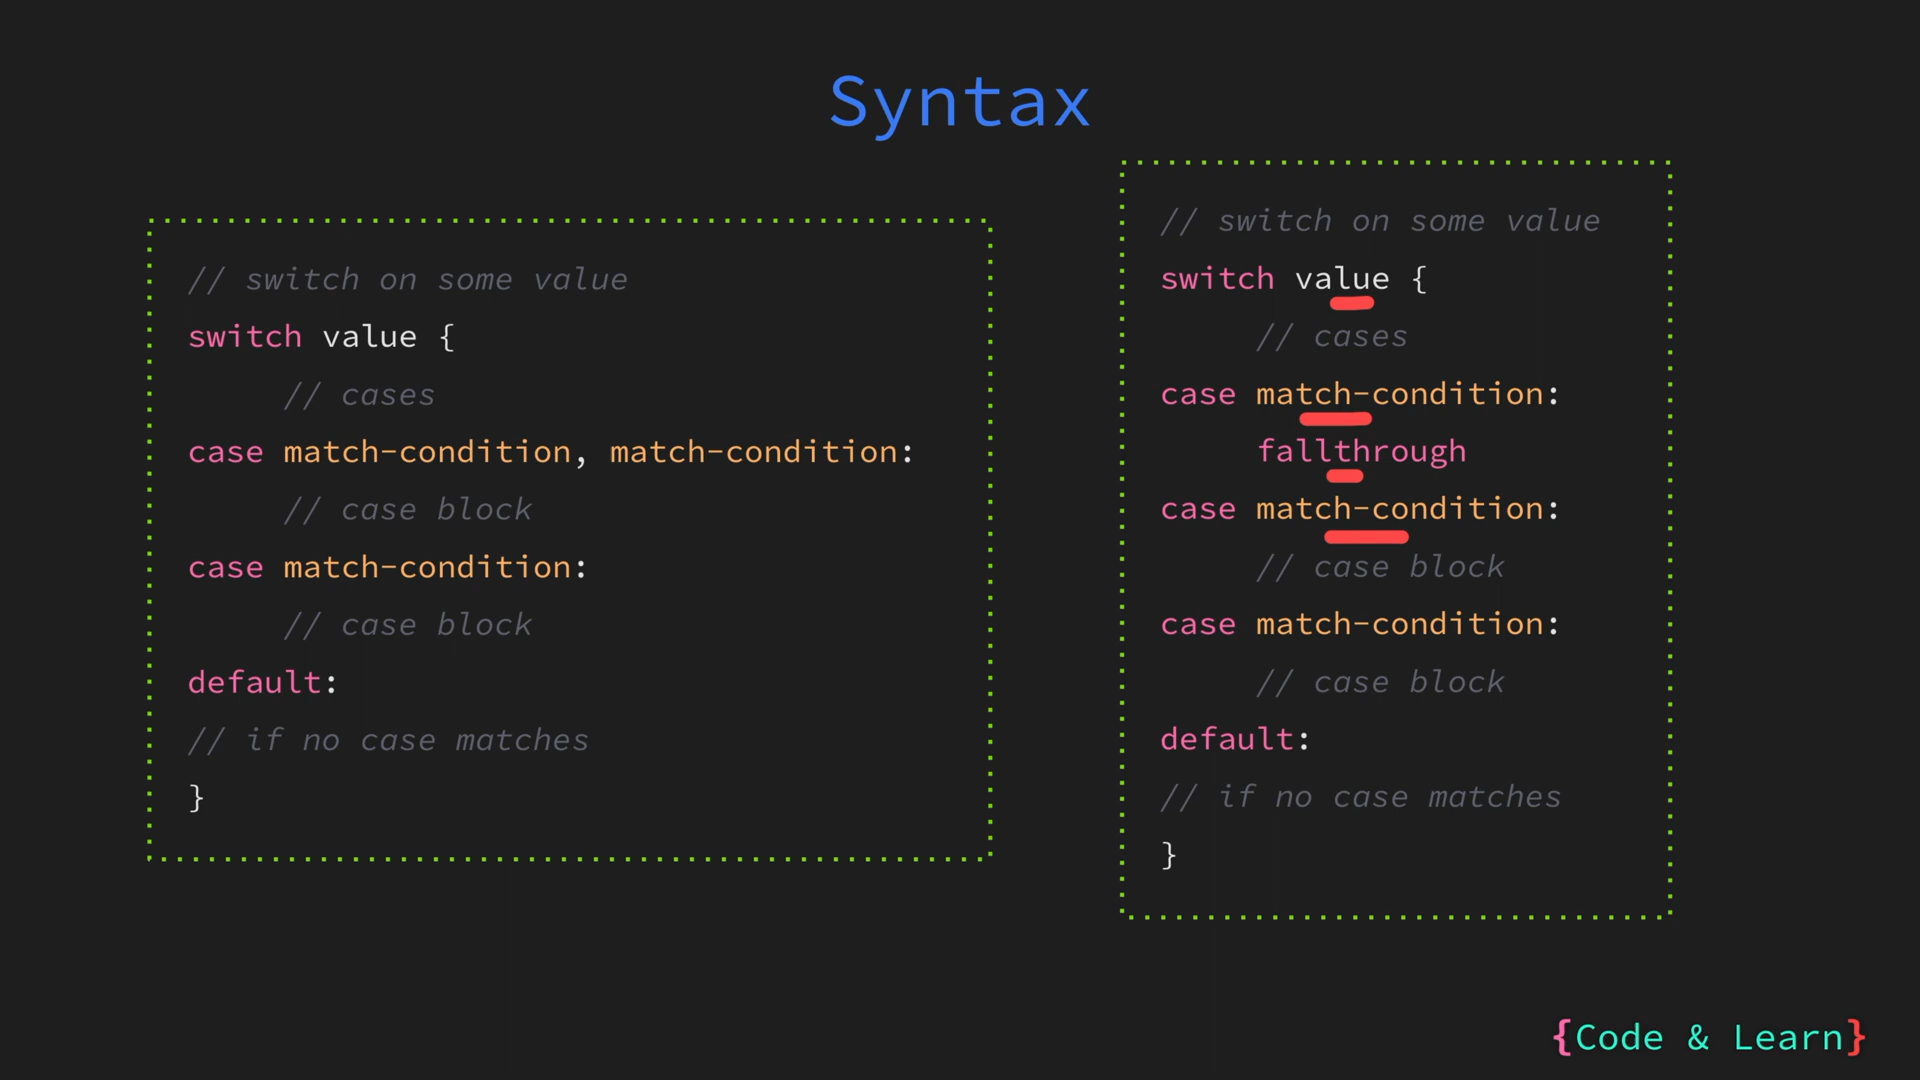 Syntax
// switch on some value
switch value {
// cases
case match-condition, match-condition:
// case block
case match-condition:
// case block
default:
// if no case matches
}
// switch on some value
switch value {
// cases
case match-condition:
fallthrough
case match-condition:
// case block
case match-condition:
// case block
default:
// if no case matches
}
{Code & Learn}